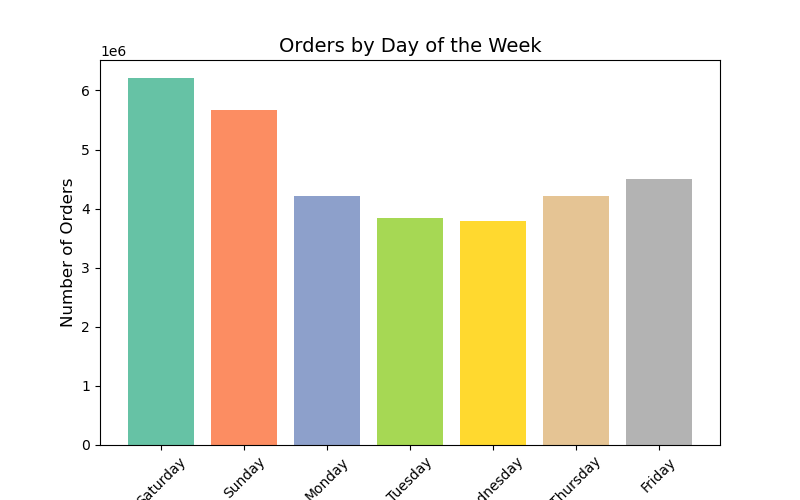 Orders by Day of the Week
1e6
Number of Orders
6
5
4
3
2
1
0
Saturday
Sunday
Monday
Tuesday
dnesday
Thursday
Friday